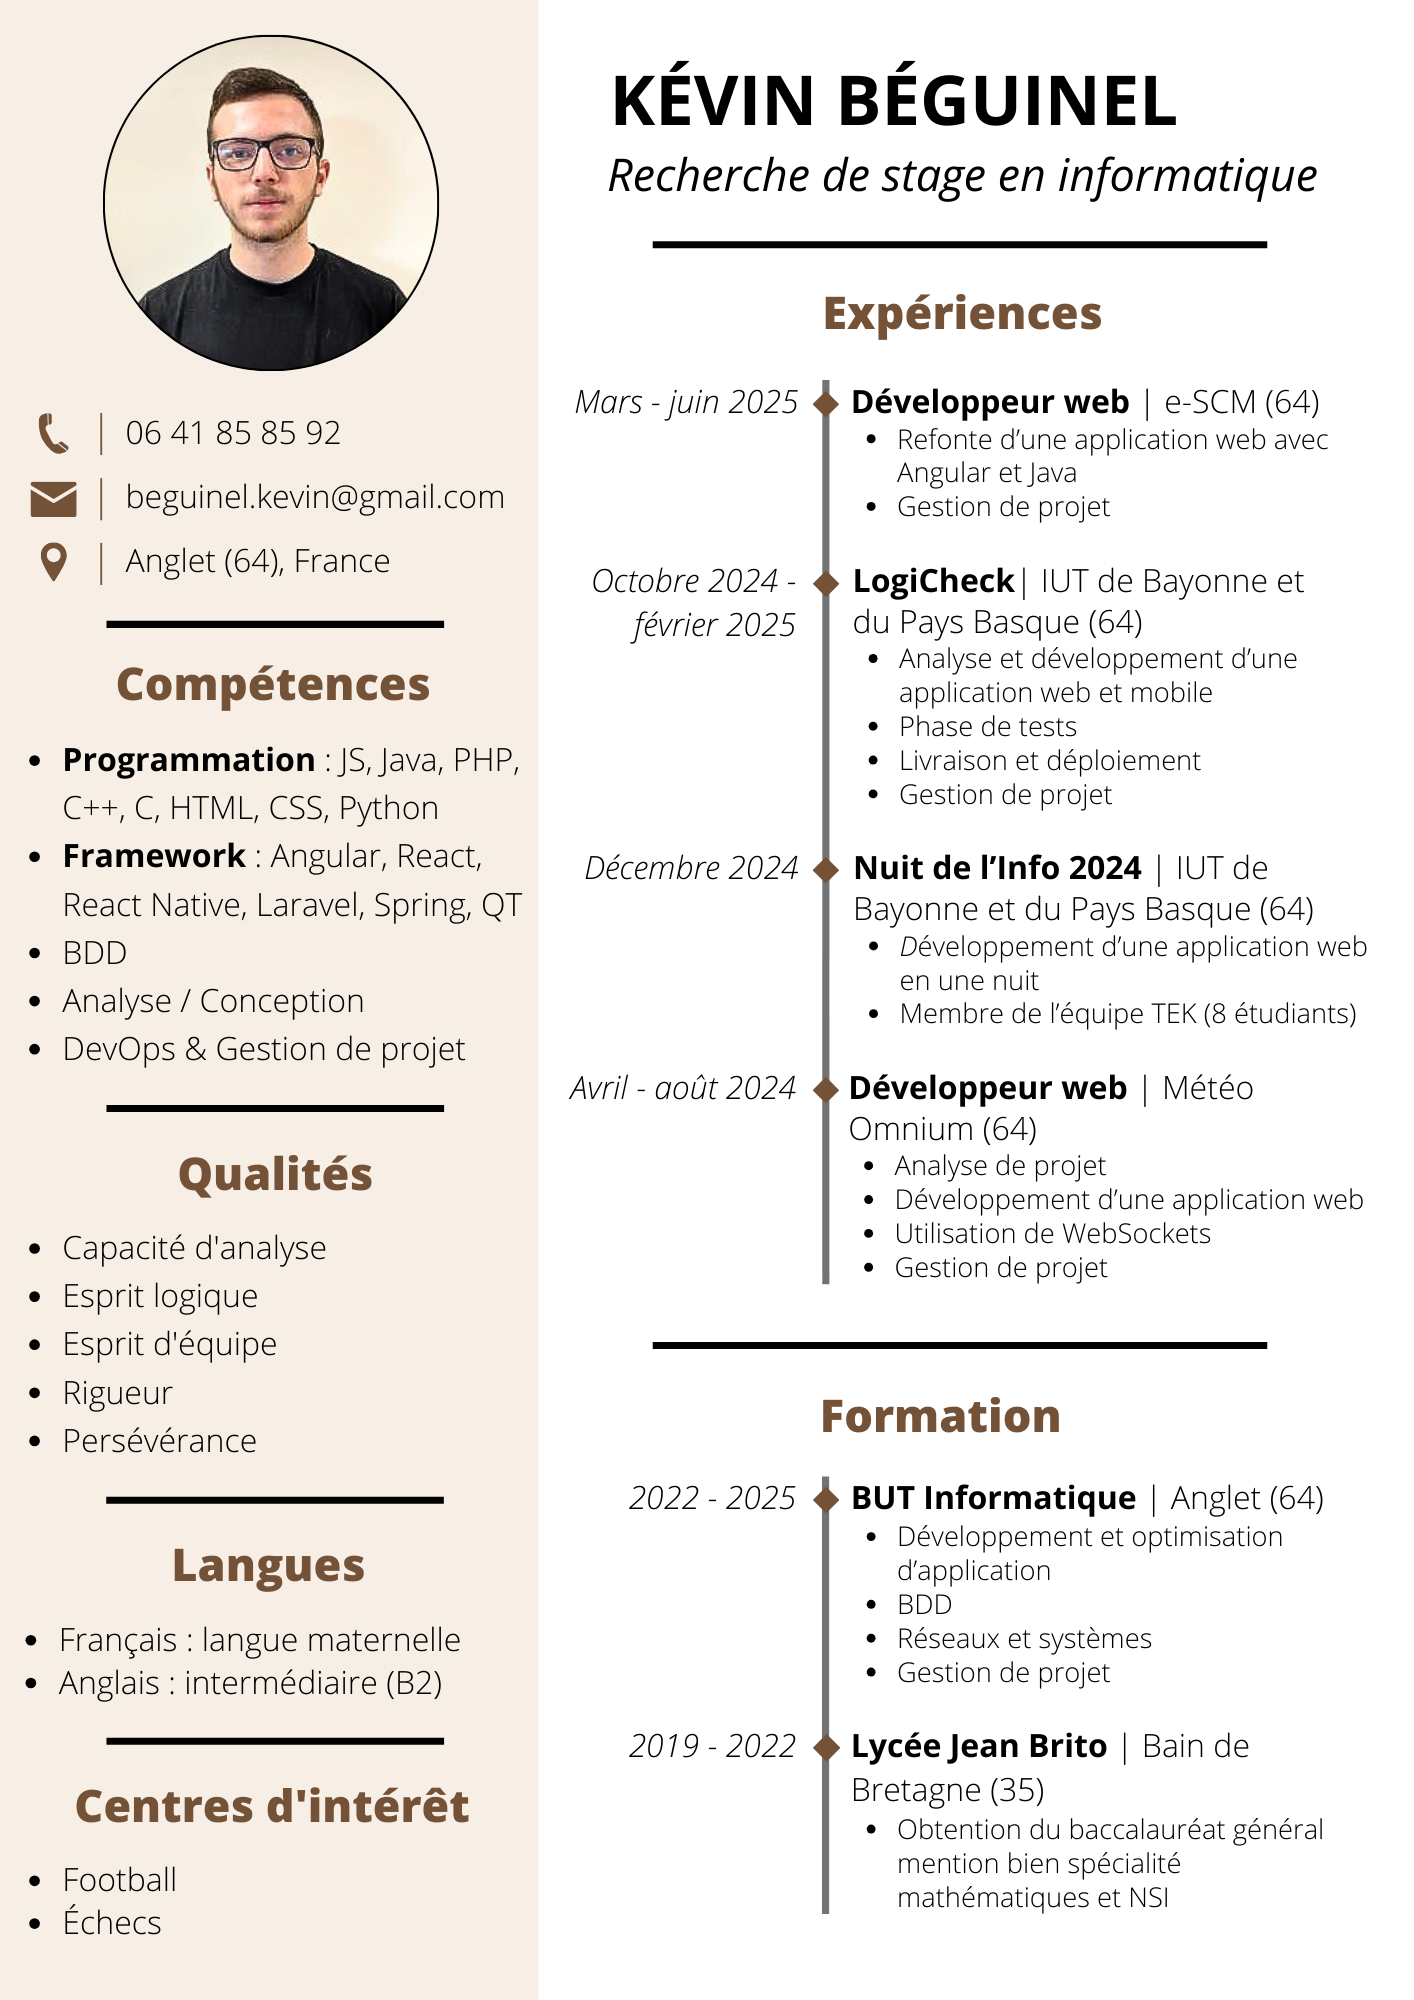 KÉVIN BÉGUINEL
Recherche de stage en informatique
06 41 85 85 92
beguinel.kevin@gmail.com
Anglet (64), France
Compétences
• Programmation : JS, Java, PHP,
C++, C, HTML, CSS, Python
• Framework : Angular, React,
React Native, Laravel, Spring, QT
• BDD
• Analyse / Conception
• DevOps & Gestion de projet
Qualités
• Capacité d'analyse
• Esprit logique
• Esprit d'équipe
• Rigueur
• Persévérance
Langues
• Français : langue maternelle
• Anglais : intermédiaire (B2)
Centres d'intérêt
• Football
• Échecs
Expériences
Mars - juin 2025
Développeur web | e-SCM (64)
• Refonte d’une application web avec
Angular et Java
• Gestion de projet
Octobre 2024 -
février 2025
LogiCheck| IUT de Bayonne et
du Pays Basque (64)
• Analyse et développement d’une
application web et mobile
• Phase de tests
• Livraison et déploiement
• Gestion de projet
Décembre 2024
Nuit de l’Info 2024 | IUT de
Bayonne et du Pays Basque (64)
• Développement d’une application web
en une nuit
• Membre de l’équipe TEK (8 étudiants)
Avril - août 2024
Développeur web | Météo
Omnium (64)
• Analyse de projet
• Développement d’une application web
• Utilisation de WebSockets
• Gestion de projet
Formation
2022 - 2025
BUT Informatique | Anglet (64)
• Développement et optimisation
d’application
• BDD
• Réseaux et systèmes
• Gestion de projet
2019 - 2022
Lycée Jean Brito | Bain de
Bretagne (35)
• Obtention du baccalauréat général
mention bien spécialité
mathématiques et NSI